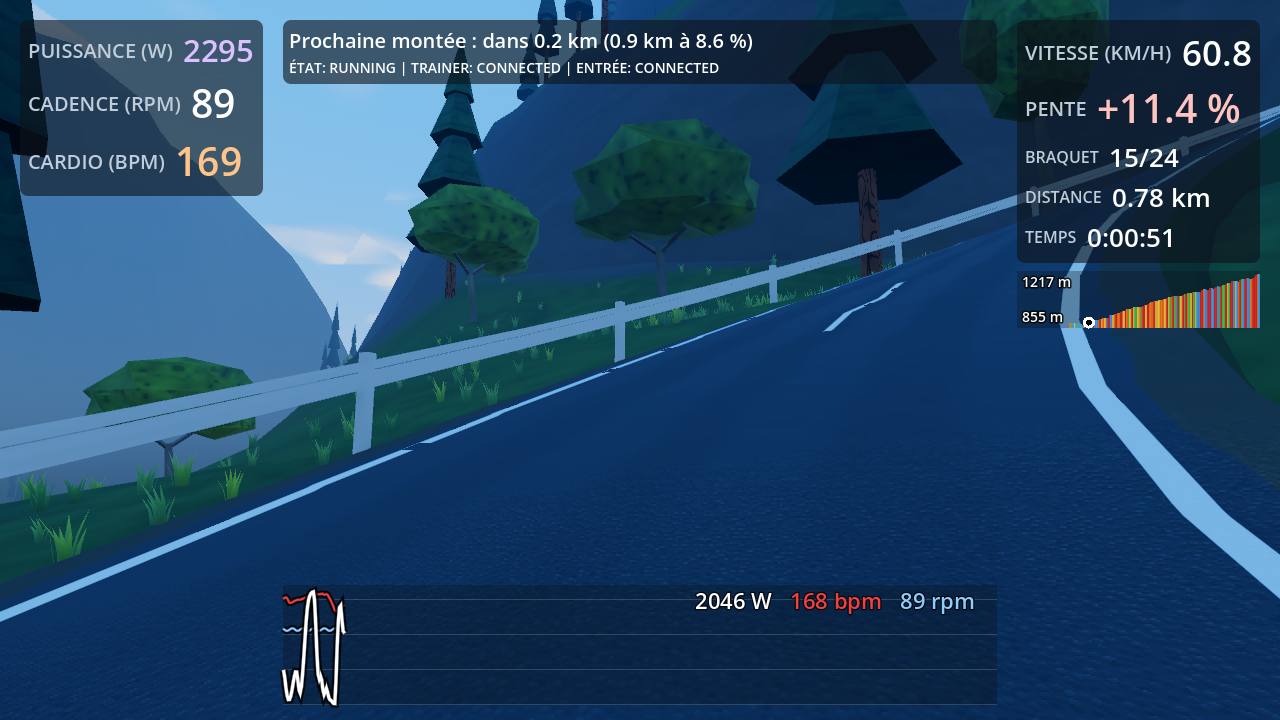 PUISSANCE (W) 2295
CADENCE (RPM) 89
CARDIO (BPM) 169
Prochaine montée : dans 0.2 km (0.9 km à 8.6 %)
ÉTAT: RUNNING | TRAINER: CONNECTED | ENTRÉE: CONNECTED
VITESSE (KM/H) 60.8
PENTE +11.4 %
BRAQUET 15/24
DISTANCE 0.78 km
TEMPS 0:00:51
1217 m
855 m
2046 W 168 bpm 89 rpm